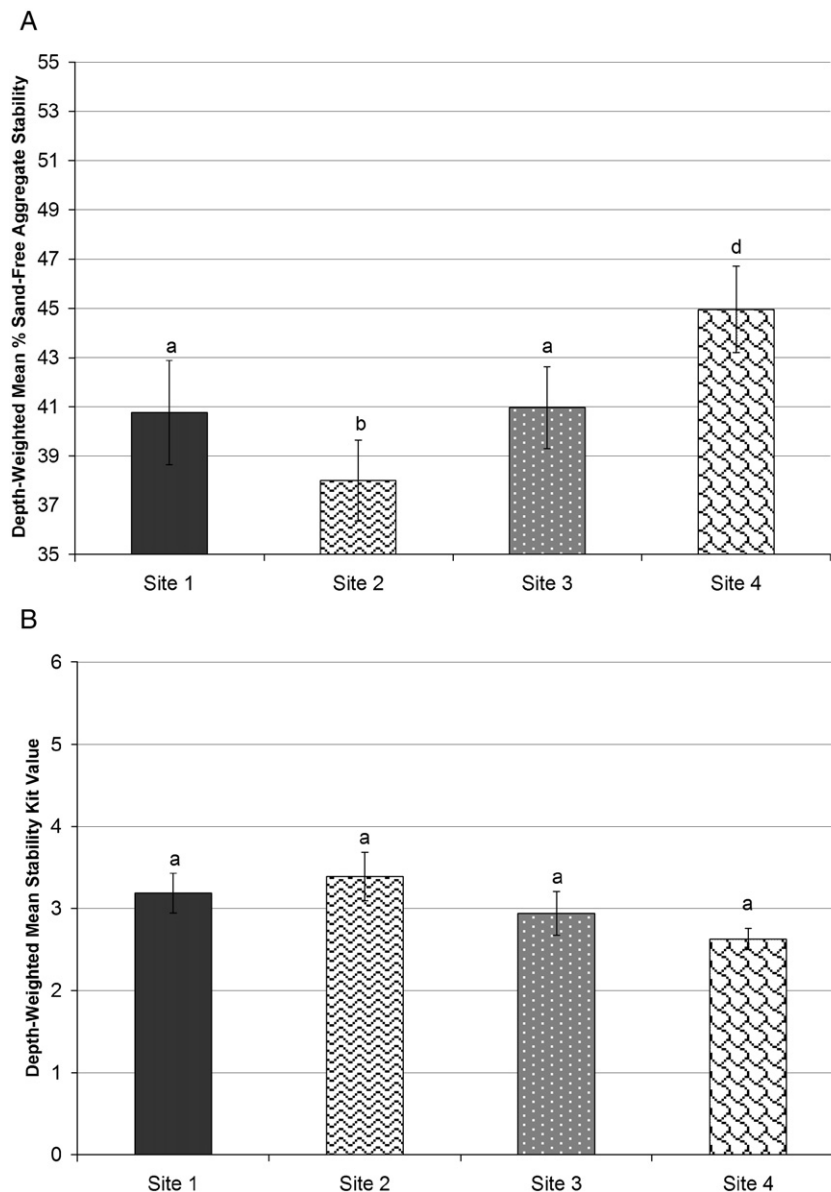 A
Depth-Weighted Mean % Sand-Free Aggregate Stability
55
53
51
49
47
45
43
41
39
37
35
a
b
a
d
Site 1 Site 2 Site 3 Site 4
B
Depth-Weighted Mean Stability Kit Value
6
5
4
3
2
1
0
a
a
a
a
Site 1 Site 2 Site 3 Site 4